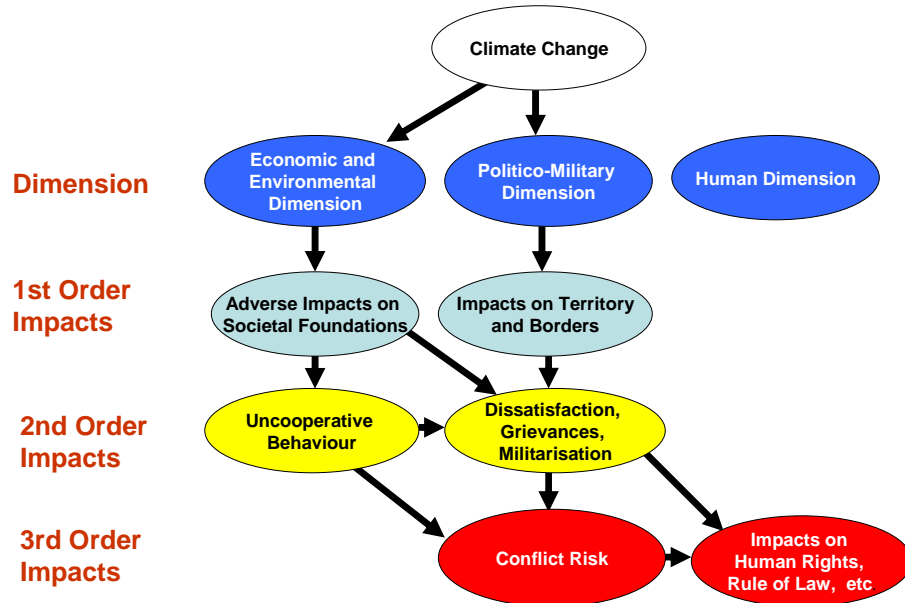 Climate Change
Dimension
Economic and
Environmental
Dimension
Politico-Military
Dimension
Human Dimension
1st Order
Impacts
Adverse Impacts on
Societal Foundations
Impacts on Territory
and Borders
2nd Order
Impacts
Uncooperative
Behaviour
Dissatisfaction,
Grievances,
Militarisation
3rd Order
Impacts
Conflict Risk
Impacts on
Human Rights,
Rule of Law, etc